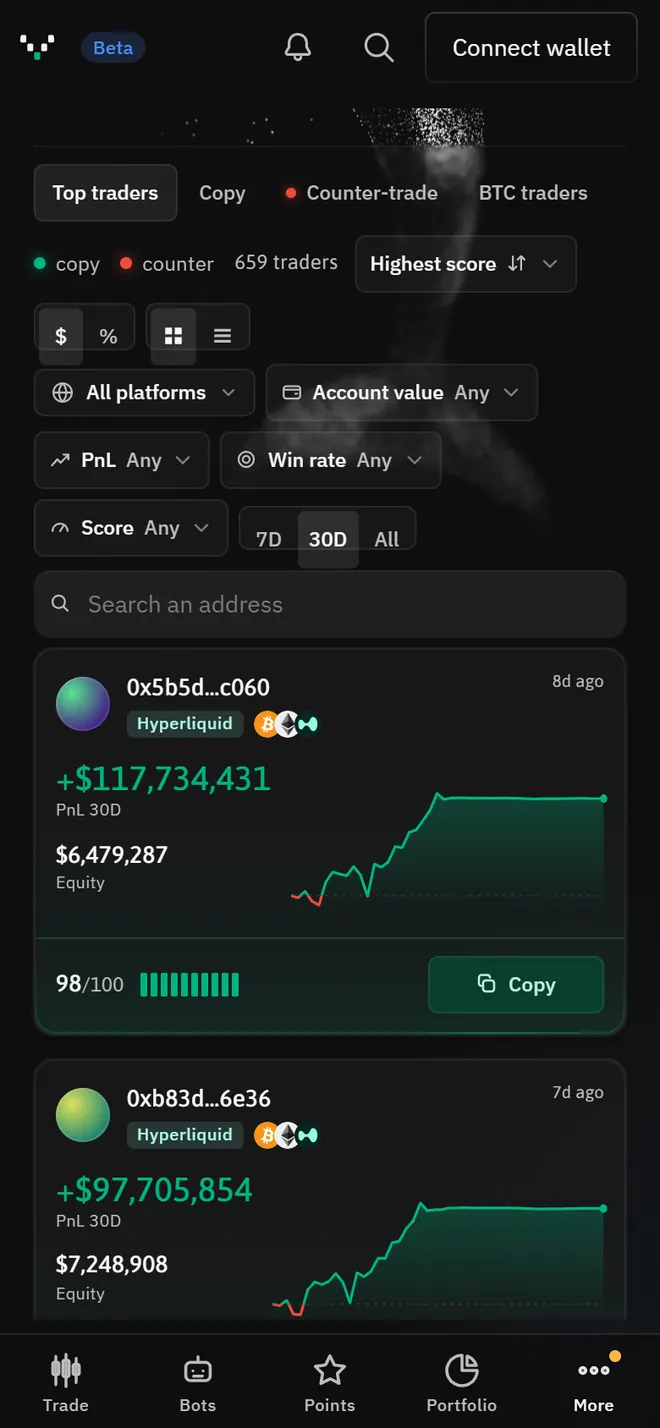 Beta
Connect wallet
Top traders Copy Counter-trade BTC traders
copy counter 659 traders Highest score
$ %
All platforms Account value Any
PnL Any Win rate Any
Score Any 7D 30D All
Search an address
0x5b5d...c060 8d ago
Hyperliquid
+$117,734,431
PnL 30D
$6,479,287
Equity
98/100 Copy
0xb83d...6e36 7d ago
Hyperliquid
+$97,705,854
PnL 30D
$7,248,908
Equity
Trade Bots Points Portfolio More